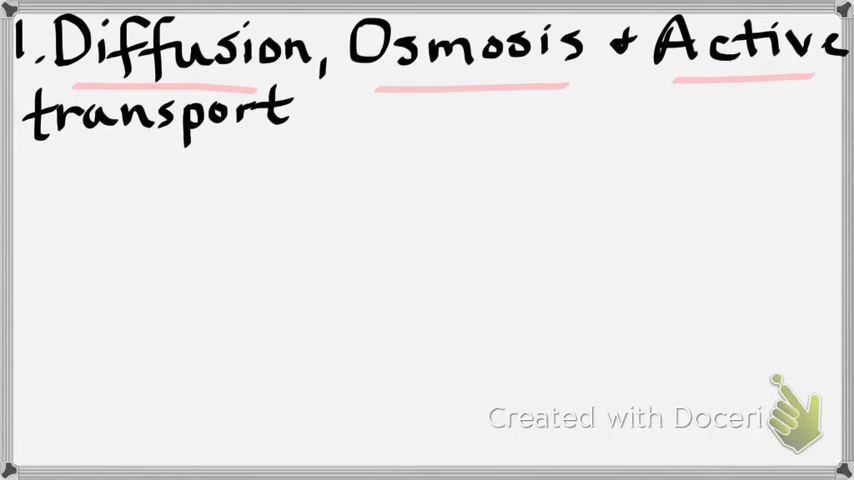 1. Diffusion, Osmosis & Active
transport
Created with Doceri